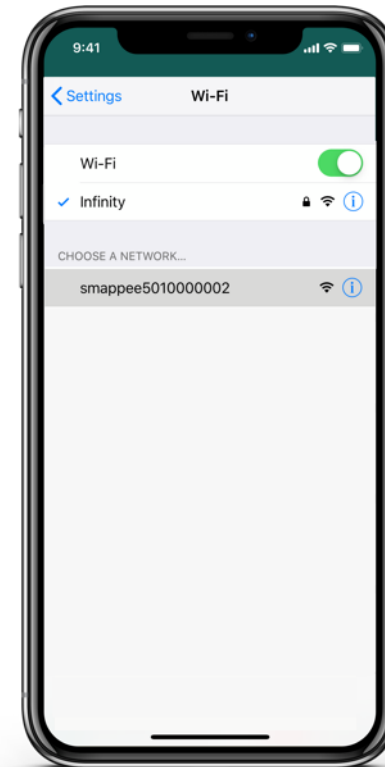 9:41
Settings
Wi-Fi
Wi-Fi
Infinity
CHOOSE A NETWORK...
smappee5010000002